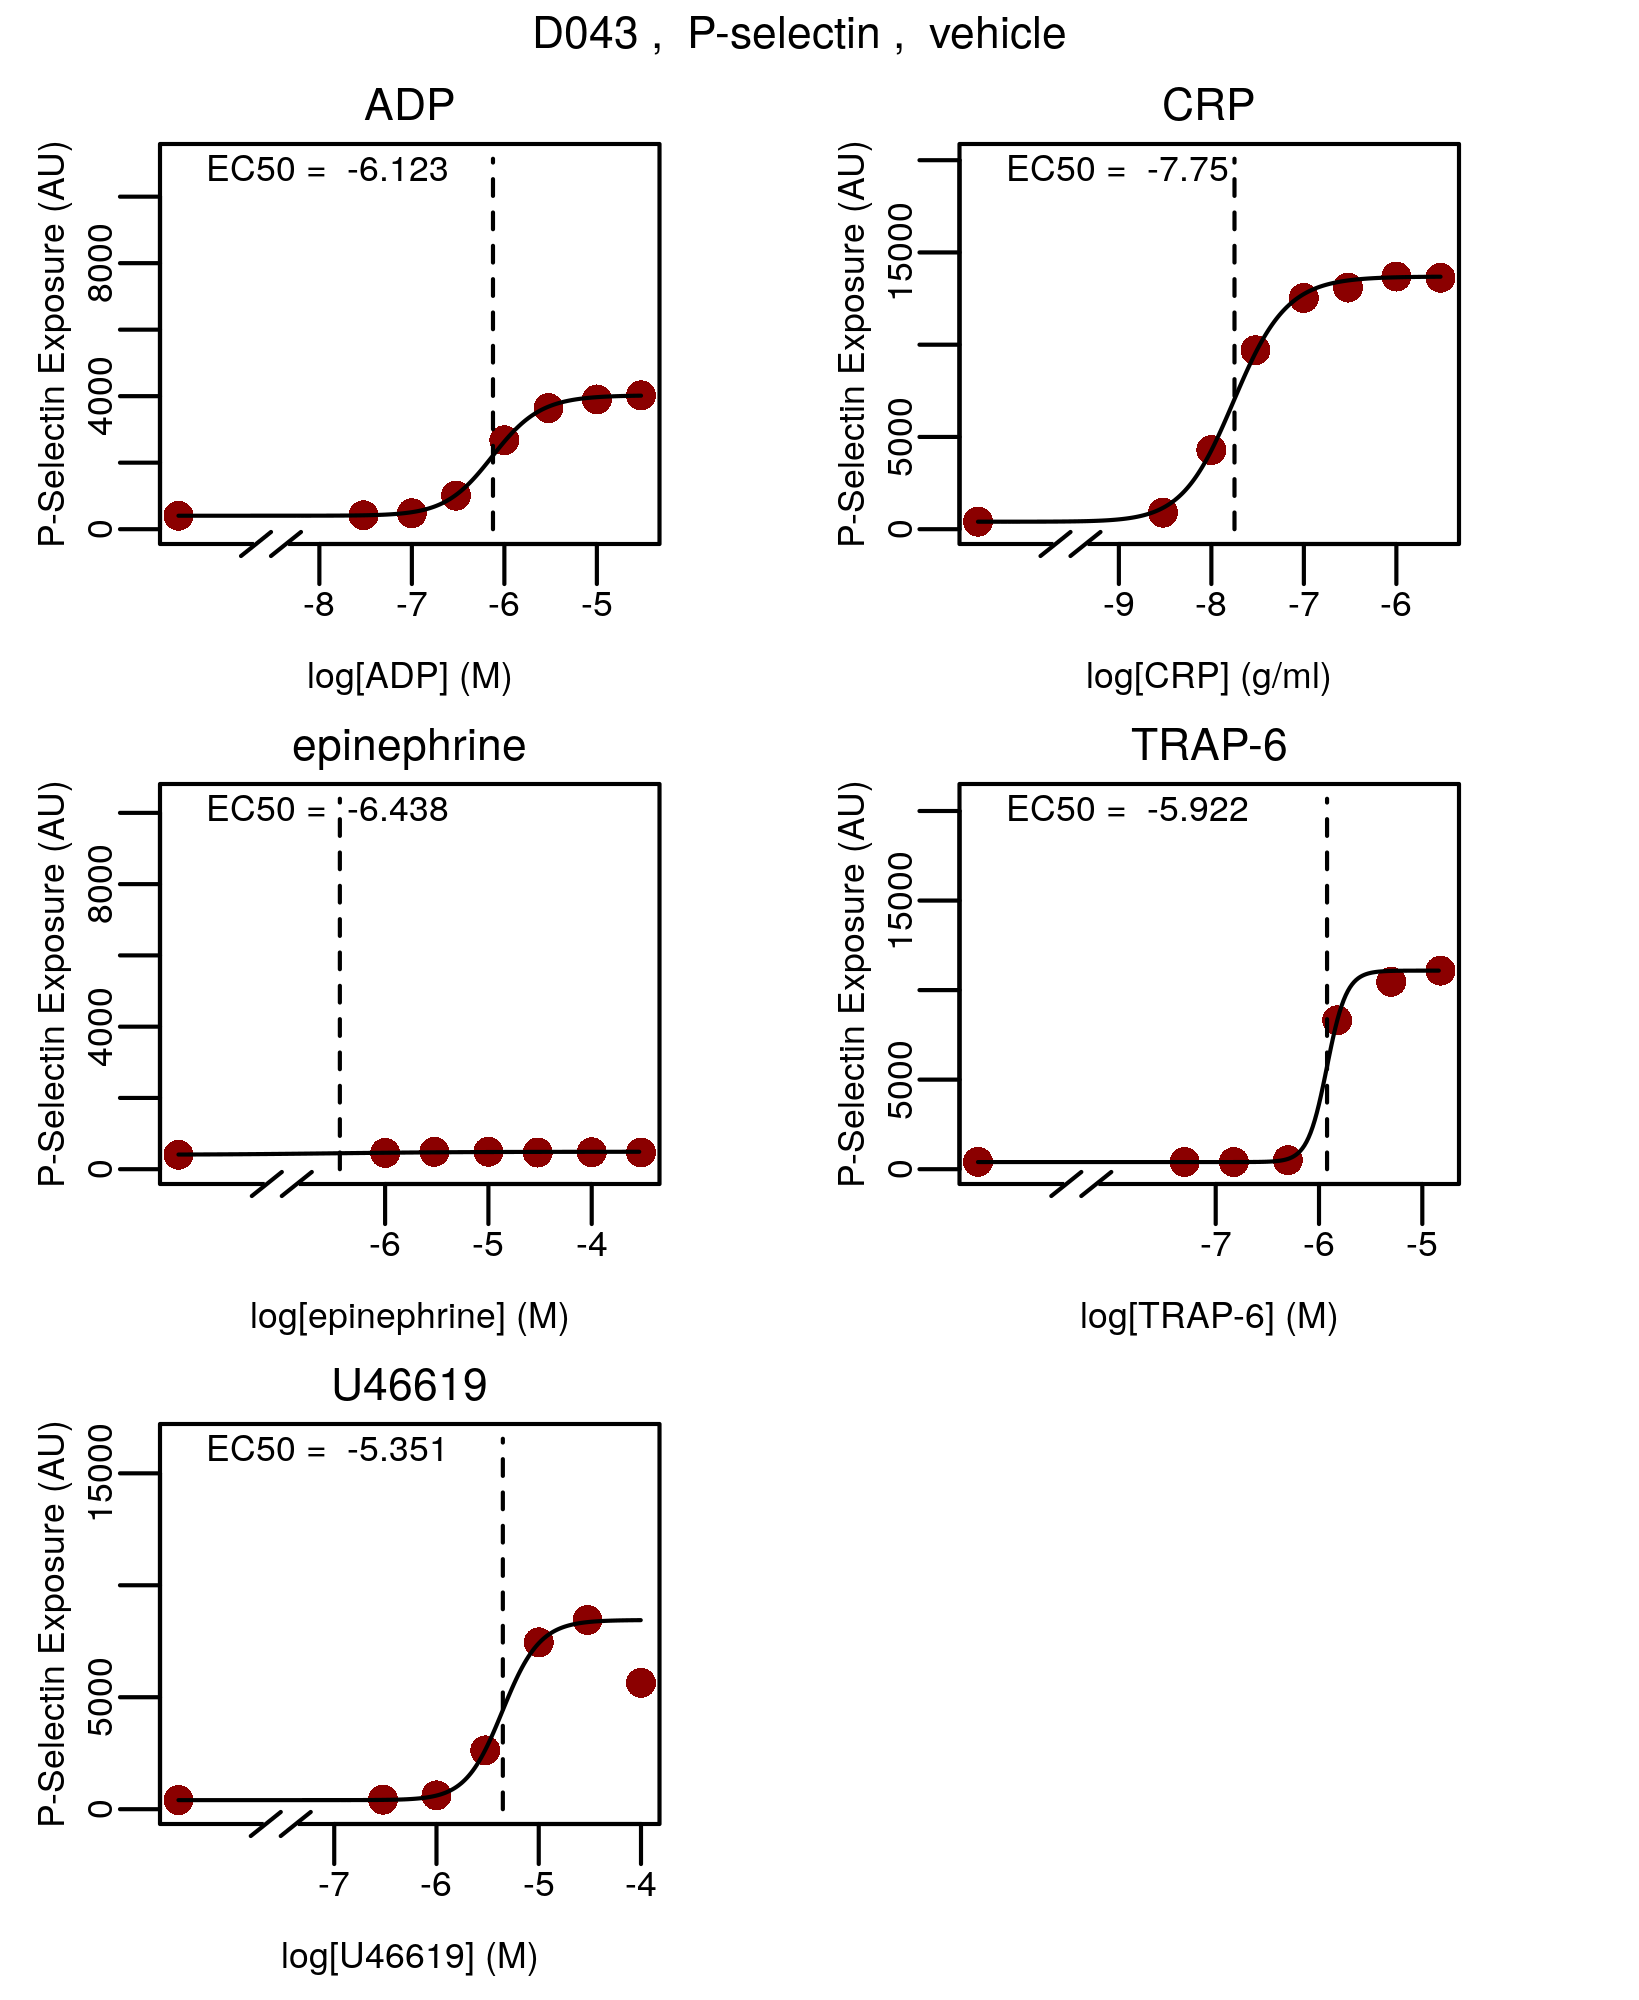 D043 ,  P-selectin ,  vehicle
ADP
EC50 =  -6.123
P-Selectin Exposure (AU)
0 4000 8000
-8 -7 -6 -5
log[ADP] (M)
CRP
EC50 =  -7.75
P-Selectin Exposure (AU)
0 5000 15000
-9 -8 -7 -6
log[CRP] (g/ml)
epinephrine
EC50 =  -6.438
P-Selectin Exposure (AU)
0 4000 8000
-6 -5 -4
log[epinephrine] (M)
TRAP-6
EC50 =  -5.922
P-Selectin Exposure (AU)
0 5000 15000
-7 -6 -5
log[TRAP-6] (M)
U46619
EC50 =  -5.351
P-Selectin Exposure (AU)
0 5000 15000
-7 -6 -5 -4
log[U46619] (M)